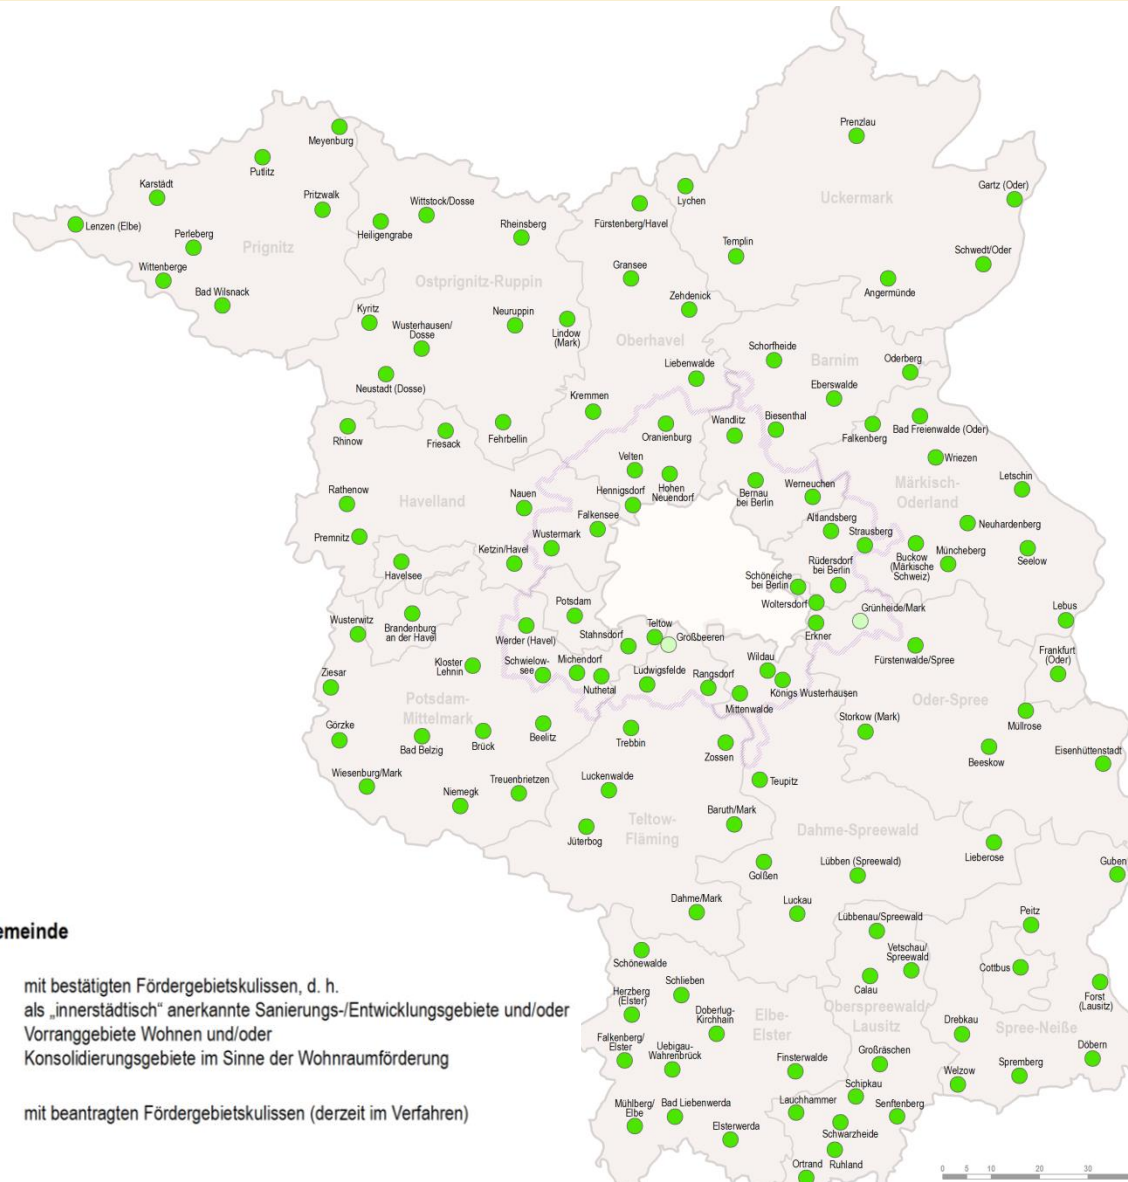 Prenzlau
Meyenburg
Putlitz
Karstädt
Pritzwalk
Wittstock/Dosse
Lychen
Uckermark
Gartz (Oder)
Fürstenberg/Havel
Lenzen (Elbe)
Heiligengrabe
Rheinsberg
Perleberg
Prignitz
Templin
Schwedt/Oder
Wittenberge
Gransee
Ostprignitz-Ruppin
Bad Wilsnack
Zehdenick
Angermünde
Kyritz
Wusterhausen/
Dosse
Neuruppin
Lindow
(Mark)
Oberhavel
Schorfheide
Barnim
Oderberg
Liebenwalde
Neustadt (Dosse)
Eberswalde
Kremmen
Wandlitz
Biesenthal
Rhinow
Friesack
Fehrbellin
Oranienburg
Falkenberg
Bad Freienwalde (Oder)
Velten
Wriezen
Rathenow
Havelland
Nauen
Hennigsdorf
Hohen
Neuendorf
Bernau
bei Berlin
Werneuchen
Märkisch-
Oderland
Letschin
Falkensee
Altlandsberg
Strausberg
Neuhardenberg
Premnitz
Wustermark
Ketzin/Havel
Buckow
(Märkische
Schweiz)
Müncheberg
Seelow
Havelsee
Rüdersdorf
bei Berlin
Schöneiche
bei Berlin
Woltersdorf
Grünheide/Mark
Lebus
Wusterwitz
Brandenburg
an der Havel
Potsdam
Teltow
Stahnsdorf
Großbeeren
Werder (Havel)
Erkner
Fürstenwalde/Spree
Frankfurt
(Oder)
Ziesar
Kloster
Lehnin
Schwielow-
see
Michendorf
Nuthetal
Ludwigsfelde
Rangsdorf
Wildau
Königs Wusterhausen
Mittenwalde
Potsdam-
Mittelmark
Oder-Spree
Storkow (Mark)
Müllrose
Görzke
Bad Belzig
Brück
Beelitz
Trebbin
Zossen
Beeskow
Eisenhüttenstadt
Wiesenburg/Mark
Niemegk
Treuenbrietzen
Luckenwalde
Teupitz
Jüterbog
Teltow-
Fläming
Baruth/Mark
Dahme-Spreewald
Lieberose
Golßen
Lübben (Spreewald)
Guben
Dahme/Mark
Luckau
Lübbenau/Spreewald
Peitz
emeinde
Schönewalde
Vetschau/
Spreewald
Calau
Cottbus
Forst
(Lausitz)
mit bestätigten Fördergebietskulissen, d. h.
als „innerstädtisch“ anerkannte Sanierungs-/Entwicklungsgebiete und/oder
Vorranggebiete Wohnen und/oder
Konsolidierungsgebiete im Sinne der Wohnraumförderung
Schlieben
Herzberg
(Elster)
Doberlug-
Kirchhain
Elbe-
Elster
Oberspreewald-
Lausitz
Drebkau
Spree-Neiße
Falkenberg/
Elster
Uebigau-
Wahrenbrück
Finsterwalde
Großräschen
Döbern
Welzow
Spremberg
mit beantragten Fördergebietskulissen (derzeit im Verfahren)
Mühlberg/
Elbe
Bad Liebenwerda
Elsterwerda
Lauchhammer
Schipkau
Senftenberg
Schwarzheide
Ruhland
Ortrand
0 5 10 20 30